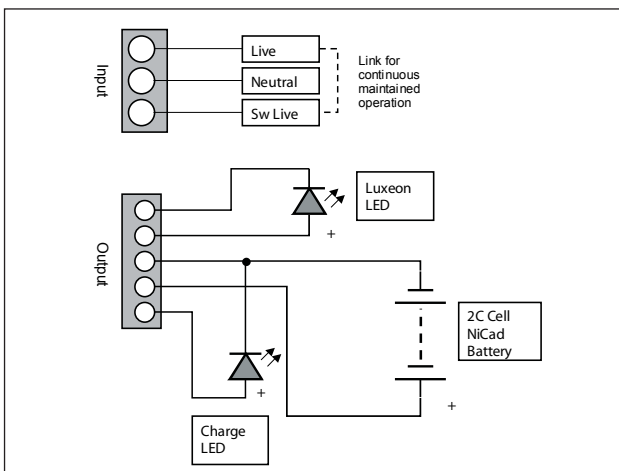 Input
Live
Neutral
Sw Live
Link for
continuous
maintained
operation
Output
Luxeon
LED
+
2C Cell
NiCad
Battery
+
+
Charge
LED